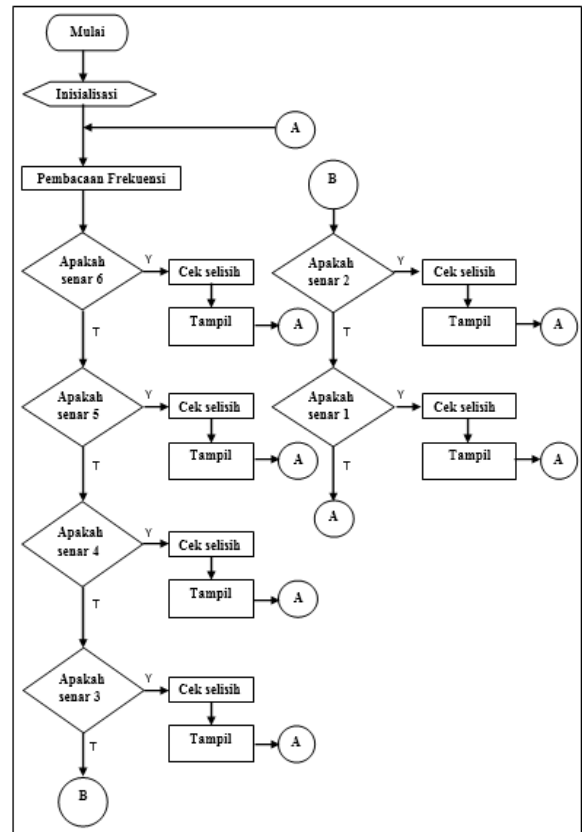 Mulai
Inisialisasi
A
Pembacaan Frekuensi
Apakah
senar 6
Y
Cek selisih
Tampil
A
T
Apakah
senar 5
Y
Cek selisih
Tampil
A
T
Apakah
senar 4
Y
Cek selisih
Tampil
A
T
Apakah
senar 3
Y
Cek selisih
Tampil
A
T
B
B
Apakah
senar 2
Y
Cek selisih
Tampil
A
T
Apakah
senar 1
Y
Cek selisih
Tampil
A
T
A